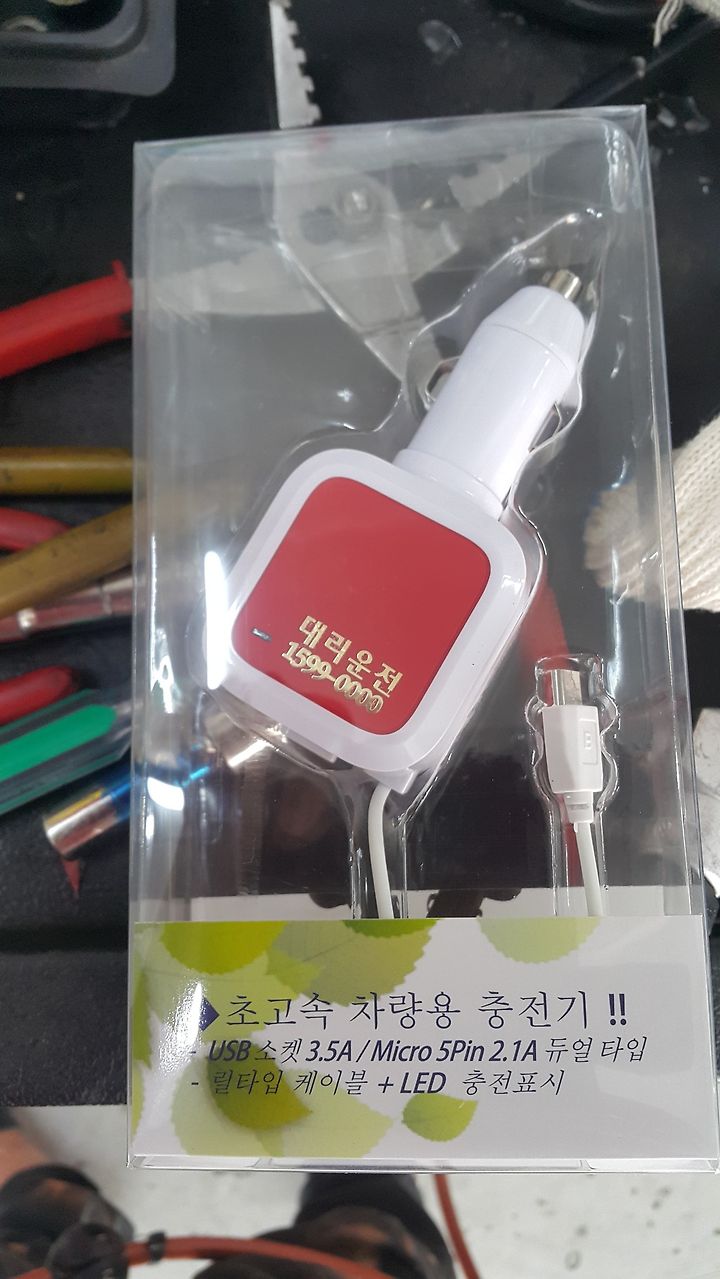 대리운전
1599-0000
◆초고속 차량용 충전기 !!
- USB 소켓 3.5A / Micro 5Pin 2.1A 듀얼 타입
- 릴타입 케이블 + LED 충전표시